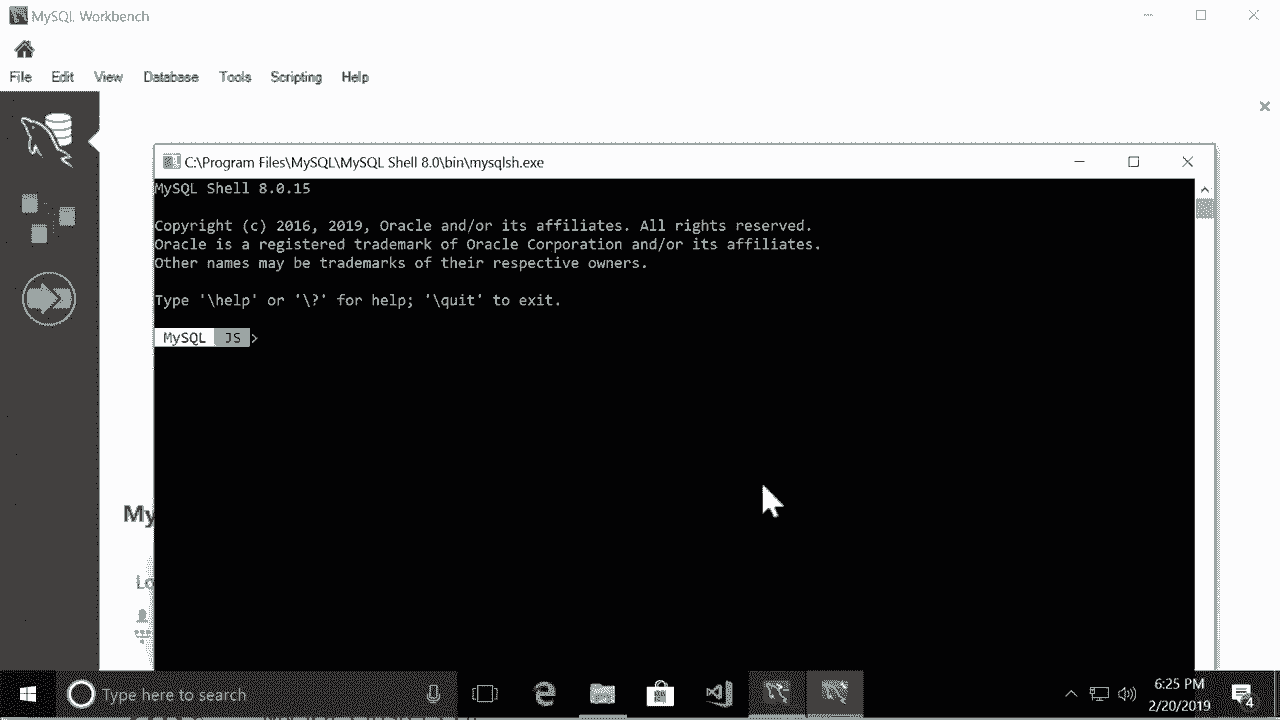 MySQL Workbench
File Edit View Database Tools Scripting Help
C:\Program Files\MySQL\MySQL Shell 8.0\bin\mysqlsh.exe
MySQL Shell 8.0.15
Copyright (c) 2016, 2019, Oracle and/or its affiliates. All rights reserved.
Oracle is a registered trademark of Oracle Corporation and/or its affiliates.
Other names may be trademarks of their respective owners.
Type '\help' or '\?' for help; '\quit' to exit.
MySQL JS >
My
Lo
Type here to search
6:25 PM
2/20/2019
4